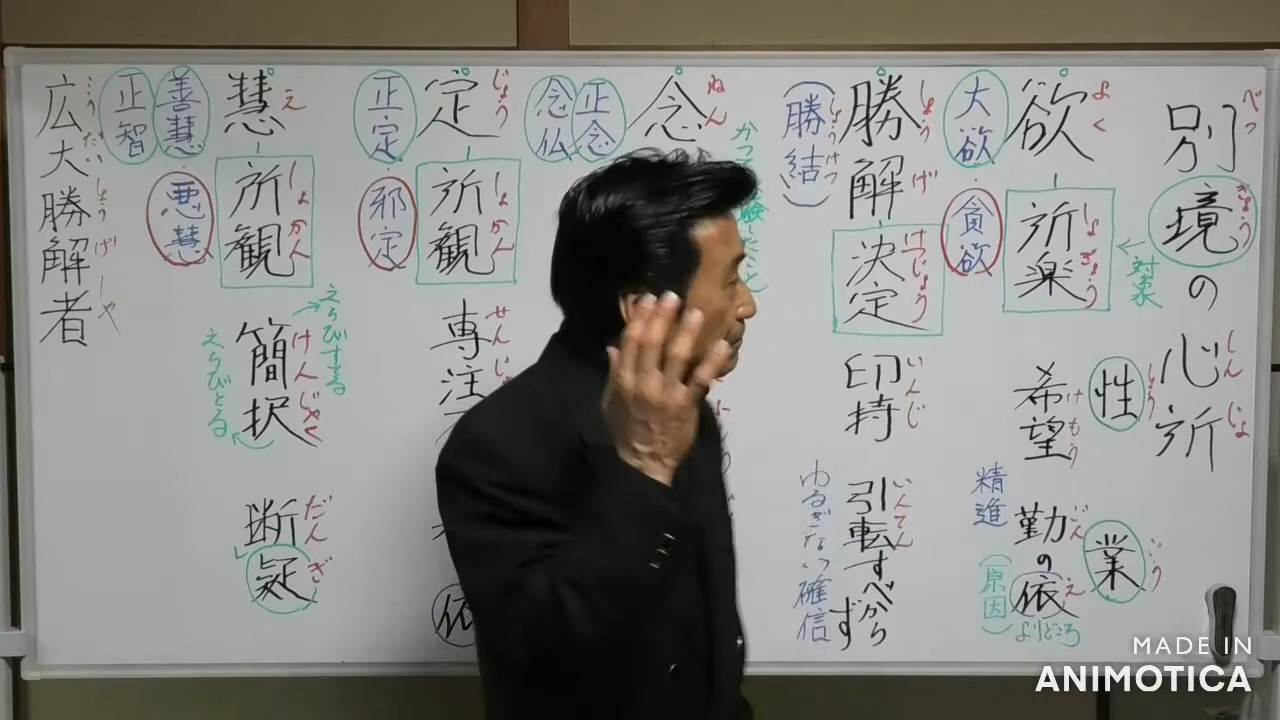 別境の心所
べっ
きょう
しん
じょ
性
しょう
業
ごう
欲
よく
所楽
しょぎょう
対象
希望
けもう
勤の依
ごん
え
よりどころ
(原因)
精進
大欲
貪欲
勝解
しょう
げ
決定
けつじょう
印持
いんじ
引転すべからず
いんてん
(勝結)
しょうけつ
ゆるぎない確信
念
ねん
正念
念仏
定
じょう
所観
しょかん
専注
正定
邪定
慧
え
所観
しょかん
簡択
けんじゃく
えらびすてる
えらびとる
断疑
だん
ぎ
善慧
正智
悪慧
広大勝解者
こうだいしょうげしゃ
MADE IN
ANIMOTICA